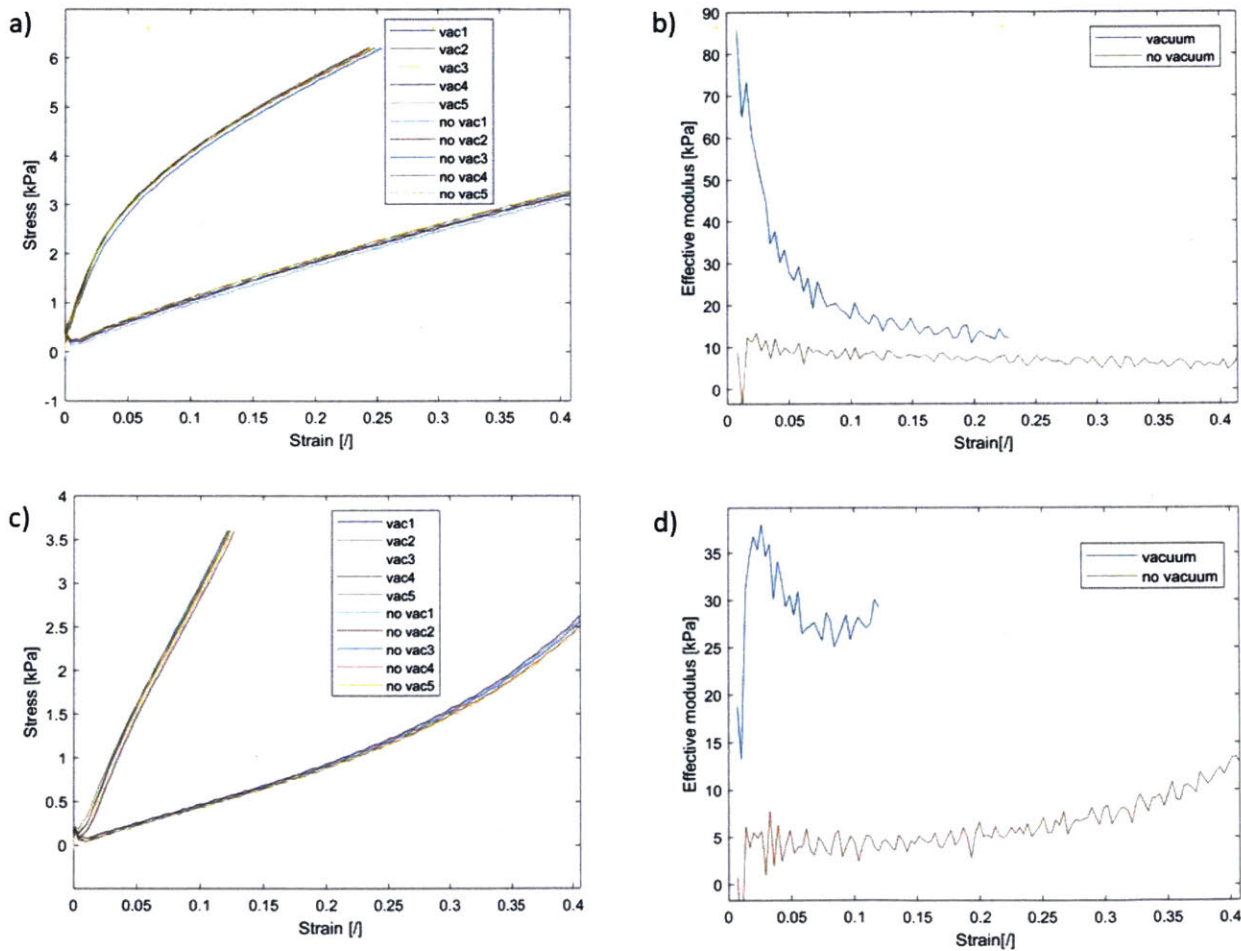 a)
6
5
4
3
2
1
0
-1
Stress [kPa]
0 0.05 0.1 0.15 0.2 0.25 0.3 0.35 0.4
Strain [/]
vac1
vac2
vac3
vac4
vac5
no vac1
no vac2
no vac3
no vac4
no vac5
b)
90
80
70
60
50
40
30
20
10
0
Effective modulus [kPa]
0 0.05 0.1 0.15 0.2 0.25 0.3 0.35 0.4
Strain[/]
vacuum
no vacuum
c)
4
3.5
3
2.5
2
1.5
1
0.5
0
Stress [kPa]
0 0.05 0.1 0.15 0.2 0.25 0.3 0.35 0.4
Strain [/]
vac1
vac2
vac3
vac4
vac5
no vac1
no vac2
no vac3
no vac4
no vac5
d)
35
30
25
20
15
10
5
0
Effective modulus [kPa]
0 0.05 0.1 0.15 0.2 0.25 0.3 0.35 0.4
Strain[/]
vacuum
no vacuum